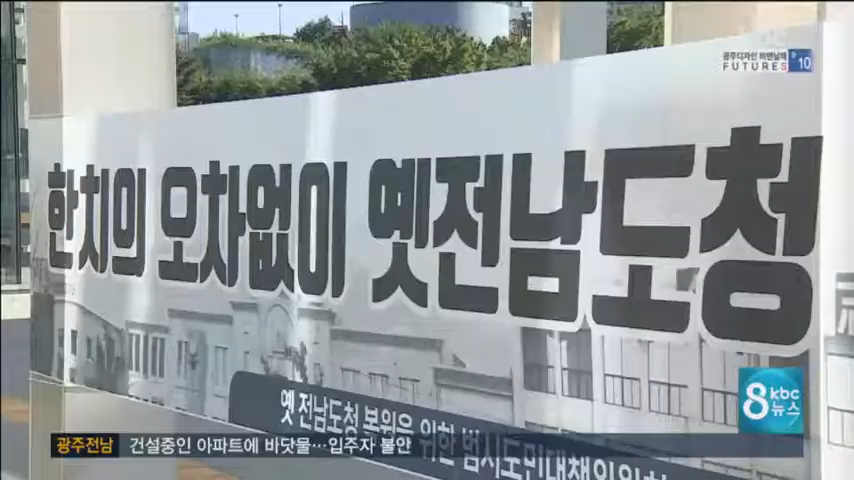 광주디자인 비엔날레 D-10
FUTURES
한 치의 오차없이 옛전남도청
옛 전남도청 복원을 위한 범시도민대책위원회
8 kbc
뉴스
광주전남 건설중인 아파트에 바닷물…입주자 불안